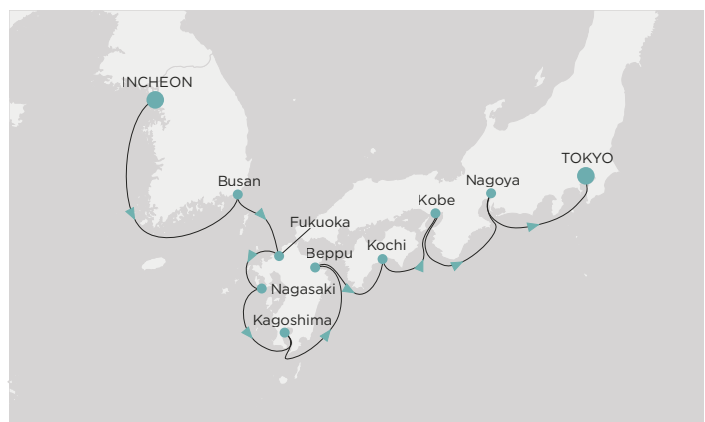 INCHEON
TOKYO
Busan
Nagoya
Kobe
Fukuoka
Kochi
Beppu
Nagasaki
Kagoshima